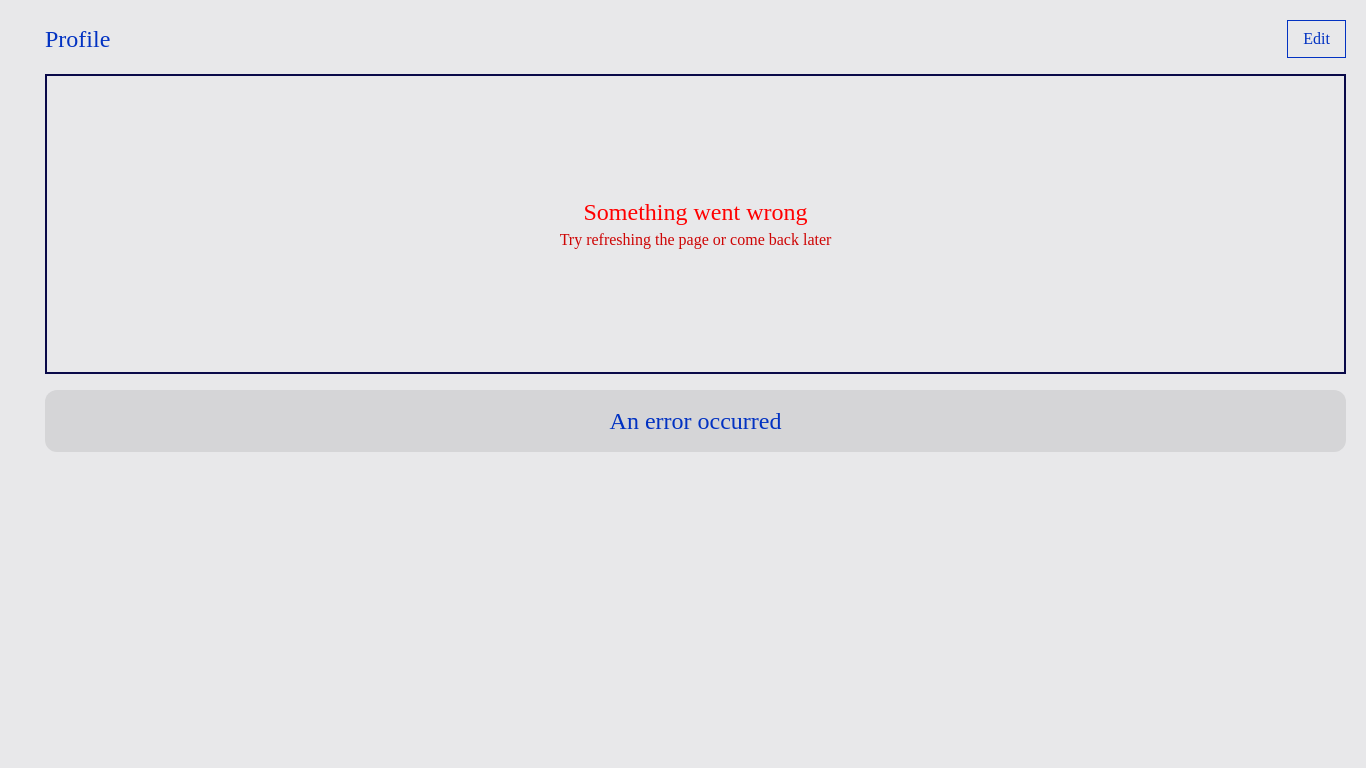 Profile
Edit
Something went wrong
Try refreshing the page or come back later
An error occurred